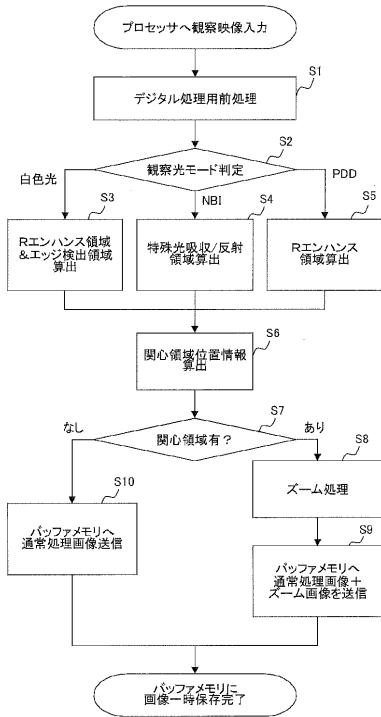 プロセッサへ観察映像入力
S1
デジタル処理用前処理
S2
観察光モード判定
白色光
NBI
PDD
S3
Rエンハンス領域
&エッジ検出領域
算出
S4
特殊光吸収/反射
領域算出
S5
Rエンハンス
領域算出
S6
関心領域位置情報
算出
S7
関心領域有?
なし
あり
S10
バッファメモリへ
通常処理画像送信
S8
ズーム処理
S9
バッファメモリへ
通常処理画像+
ズーム画像を送信
バッファメモリに
画像一時保存完了